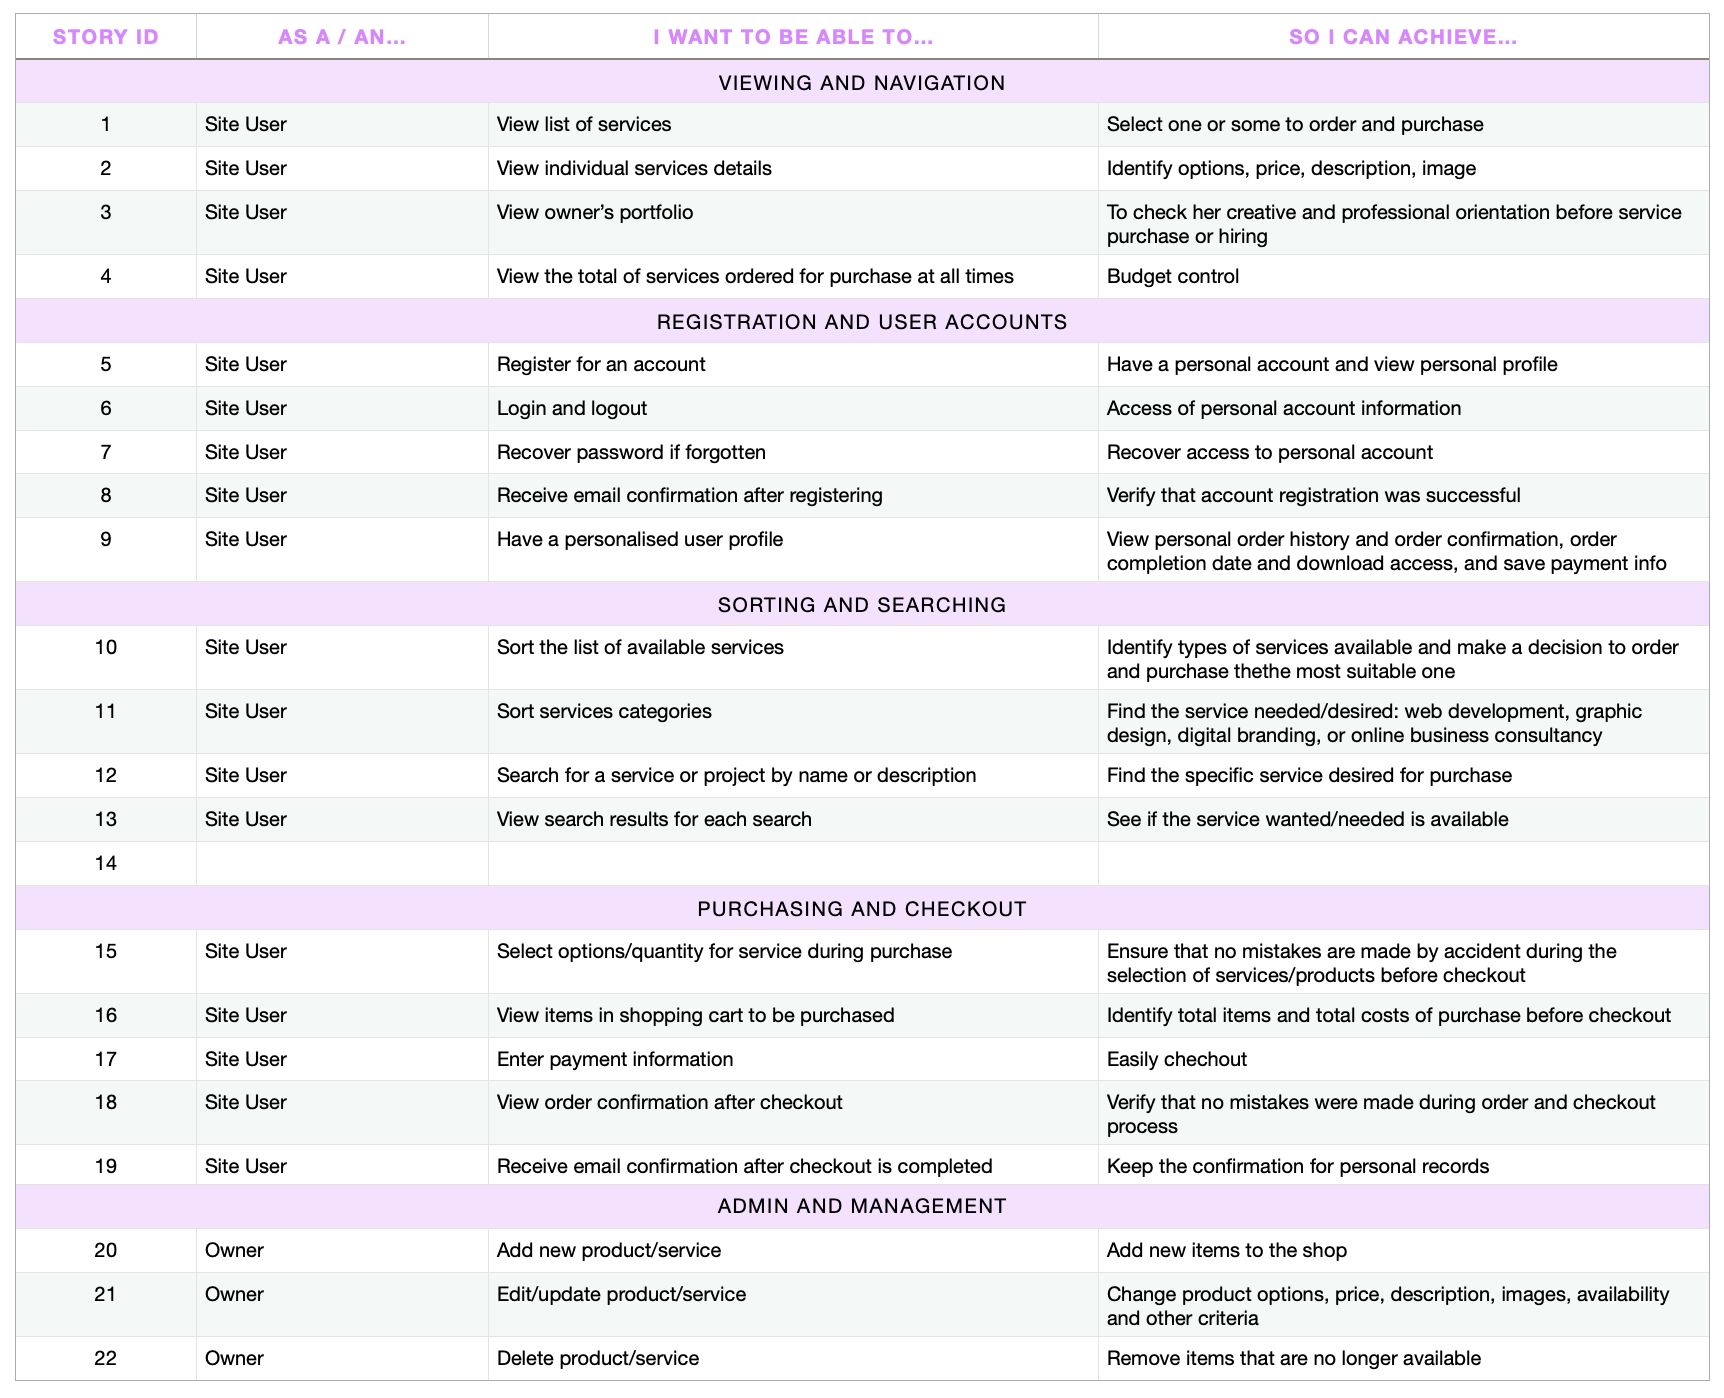 STORY ID AS A / AN... I WANT TO BE ABLE TO... SO I CAN ACHIEVE...
VIEWING AND NAVIGATION
1 Site User View list of services Select one or some to order and purchase
2 Site User View individual services details Identify options, price, description, image
3 Site User View owner’s portfolio To check her creative and professional orientation before service
purchase or hiring
4 Site User View the total of services ordered for purchase at all times Budget control
REGISTRATION AND USER ACCOUNTS
5 Site User Register for an account Have a personal account and view personal profile
6 Site User Login and logout Access of personal account information
7 Site User Recover password if forgotten Recover access to personal account
8 Site User Receive email confirmation after registering Verify that account registration was successful
9 Site User Have a personalised user profile View personal order history and order confirmation, order
completion date and download access, and save payment info
SORTING AND SEARCHING
10 Site User Sort the list of available services Identify types of services available and make a decision to order
and purchase thethe most suitable one
11 Site User Sort services categories Find the service needed/desired: web development, graphic
design, digital branding, or online business consultancy
12 Site User Search for a service or project by name or description Find the specific service desired for purchase
13 Site User View search results for each search See if the service wanted/needed is available
14
PURCHASING AND CHECKOUT
15 Site User Select options/quantity for service during purchase Ensure that no mistakes are made by accident during the
selection of services/products before checkout
16 Site User View items in shopping cart to be purchased Identify total items and total costs of purchase before checkout
17 Site User Enter payment information Easily chechout
18 Site User View order confirmation after checkout Verify that no mistakes were made during order and checkout
process
19 Site User Receive email confirmation after checkout is completed Keep the confirmation for personal records
ADMIN AND MANAGEMENT
20 Owner Add new product/service Add new items to the shop
21 Owner Edit/update product/service Change product options, price, description, images, availability
and other criteria
22 Owner Delete product/service Remove items that are no longer available